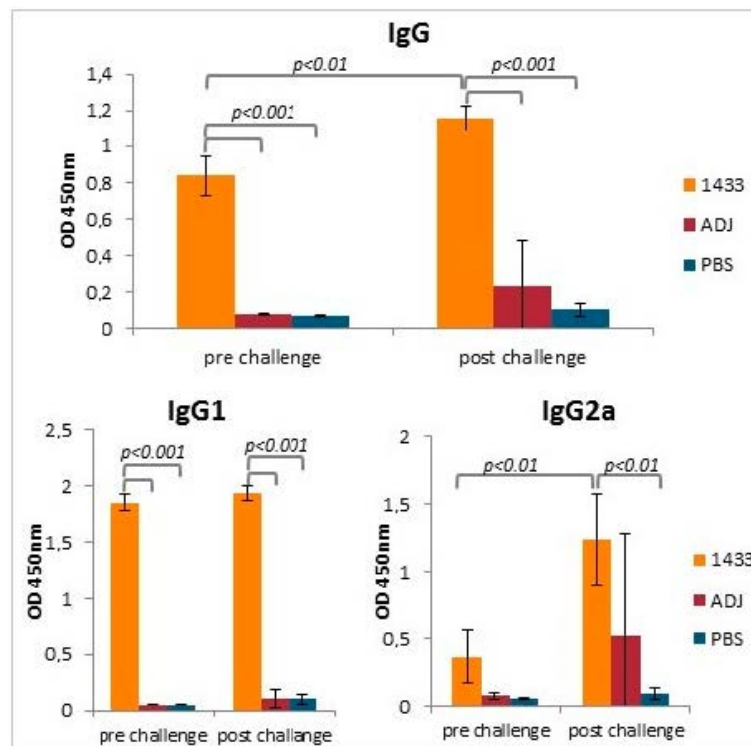 IgG
p<0.01
p<0.001
p<0.001
1,4
1,2
1
0,8
0,6
0,4
0,2
0
OD 450nm
pre challenge
post challenge
1433
ADJ
PBS
IgG1
p<0.001
p<0.001
2,5
2
1,5
1
0,5
0
OD 450nm
pre challenge
post challange
IgG2a
p<0.01
p<0.01
2
1,5
1
0,5
0
OD 450nm
pre challenge
post challenge
1433
ADJ
PBS